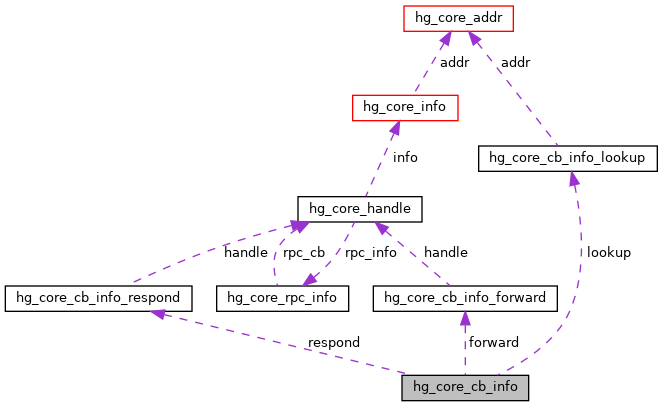 hg_core_addr
addr
addr
hg_core_info
info
hg_core_cb_info_lookup
hg_core_handle
handle
rpc_cb
rpc_info
handle
lookup
hg_core_cb_info_respond
hg_core_rpc_info
hg_core_cb_info_forward
respond
forward
hg_core_cb_info